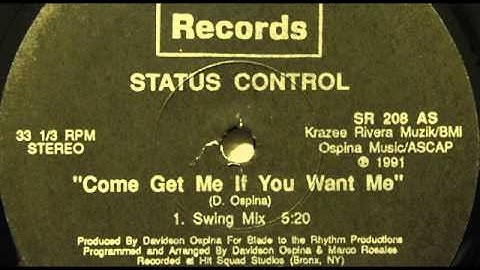 Records
STATUS CONTROL
33 1/3 RPM
STEREO
SR 208 AS
Krazee Rivera Muzik/BMI
Ospina Music/ASCAP
℗ 1991
"Come Get Me If You Want Me"
(D. Ospina)
1. Swing Mix 5:20
Produced By Davidson Ospina For Blade to the Rhythm Productions
Programmed and Arranged By Davidson Ospina & Marco Rosales
Recorded at Hit Squad Studios (Bronx, NY)